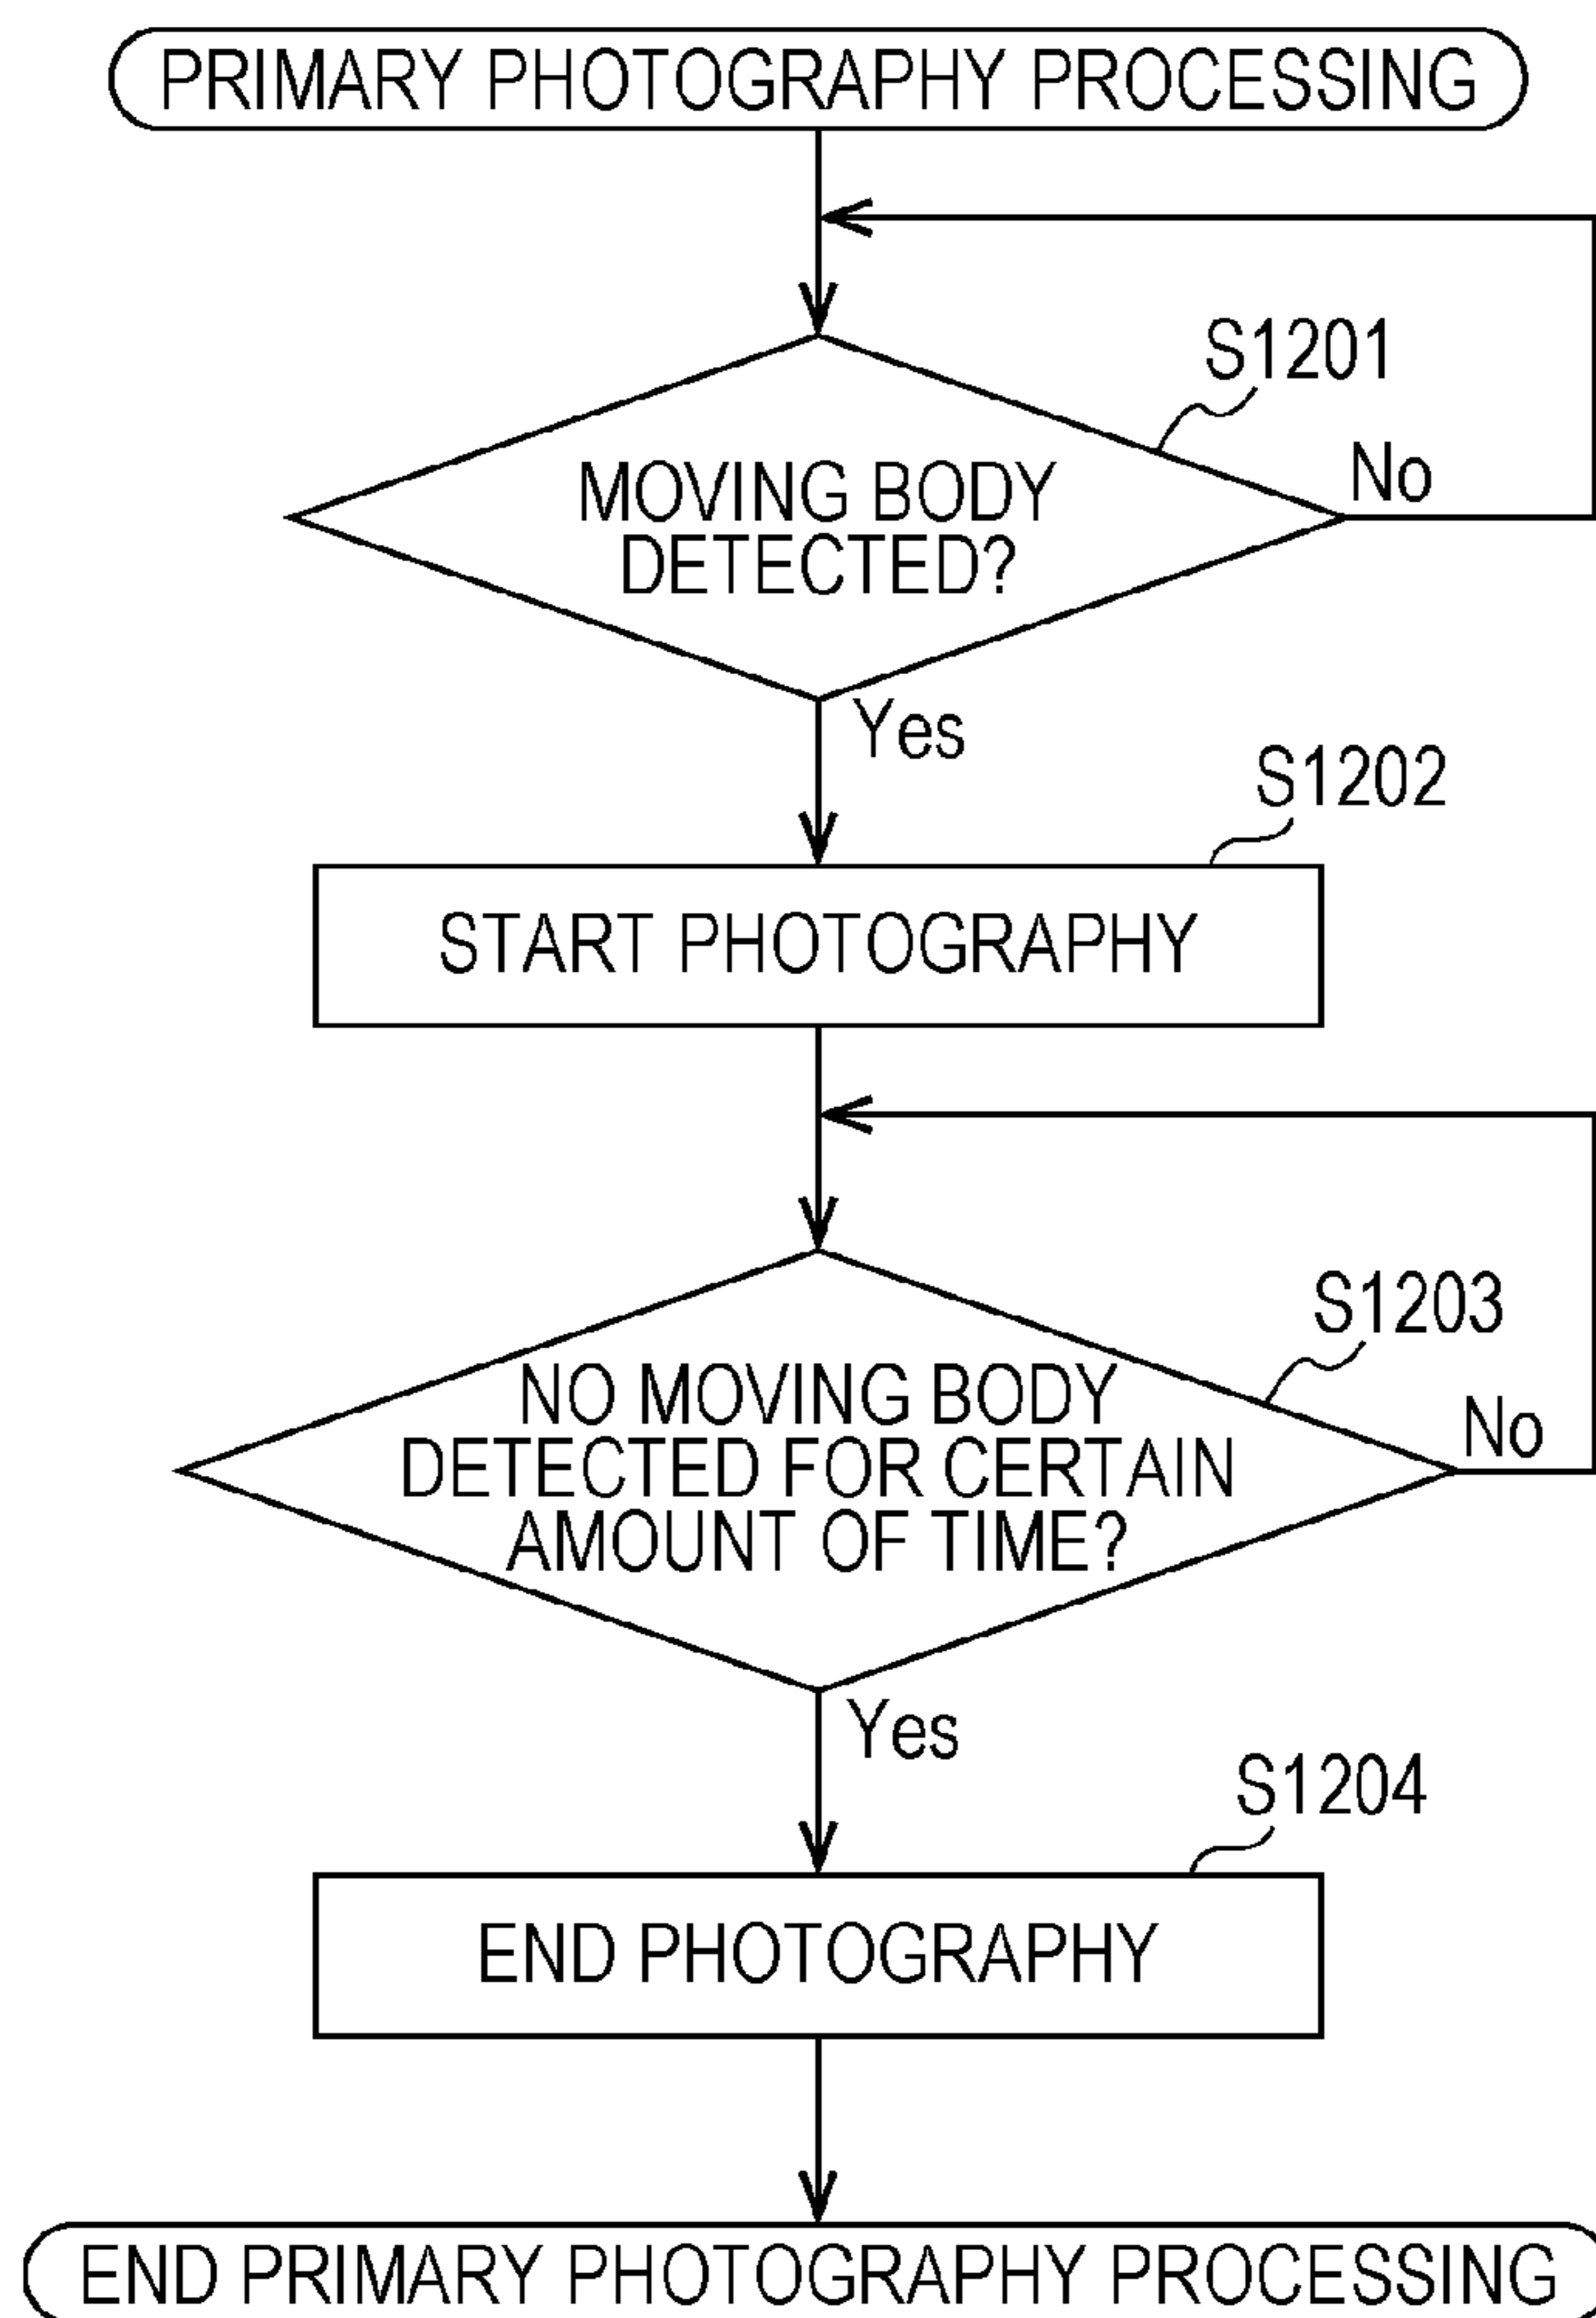 PRIMARY PHOTOGRAPHY PROCESSING
S1201
MOVING BODY
DETECTED?
No
Yes
S1202
START PHOTOGRAPHY
S1203
NO MOVING BODY
DETECTED FOR CERTAIN
AMOUNT OF TIME?
No
Yes
S1204
END PHOTOGRAPHY
END PRIMARY PHOTOGRAPHY PROCESSING